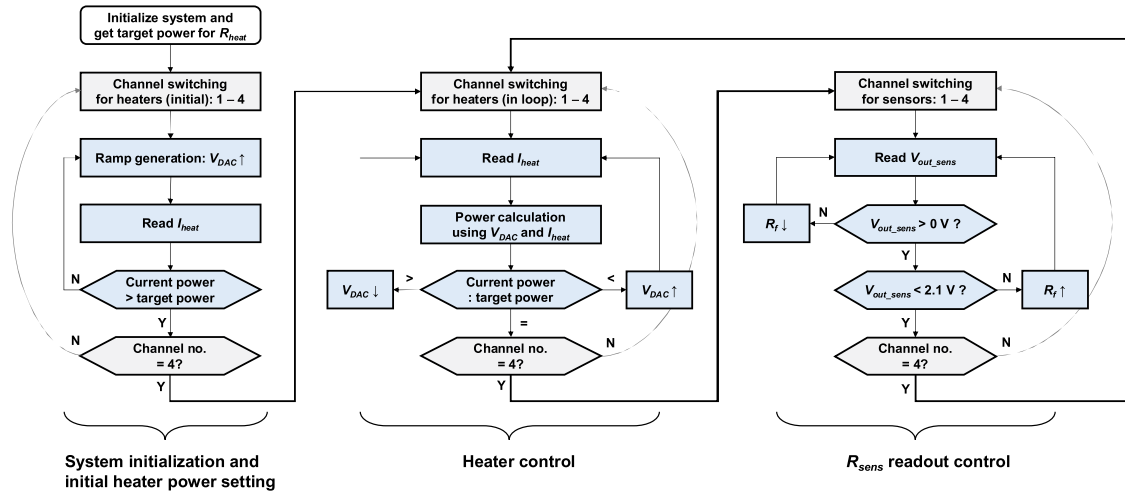 Initialize system and
get target power for R_heat
Channel switching
for heaters (initial): 1 – 4
Ramp generation: V_DAC ↑
Read I_heat
N
Current power
> target power
Y
N
Channel no.
= 4?
Y
System initialization and
initial heater power setting
Channel switching
for heaters (in loop): 1 – 4
Read I_heat
Power calculation
using V_DAC and I_heat
V_DAC ↓
>
Current power
: target power
<
V_DAC ↑
=
Channel no.
= 4?
N
Y
Heater control
Channel switching
for sensors: 1 – 4
Read V_out_sens
R_f ↓
N
V_out_sens > 0 V ?
Y
V_out_sens < 2.1 V ?
N
R_f ↑
Y
Channel no.
= 4?
N
Y
R_sens readout control